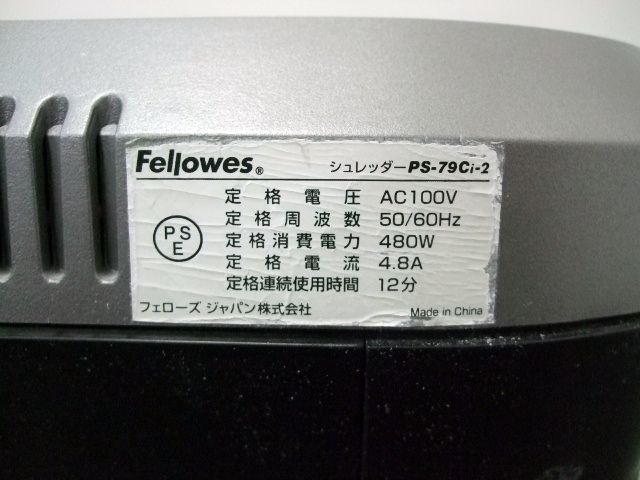 Fellowes® シュレッダーPS-79Ci-2
定格電圧 AC100V
定格周波数 50/60Hz
定格消費電力 480W
定格電流 4.8A
定格連続使用時間 12分
PS
E
フェローズ ジャパン株式会社 Made in China